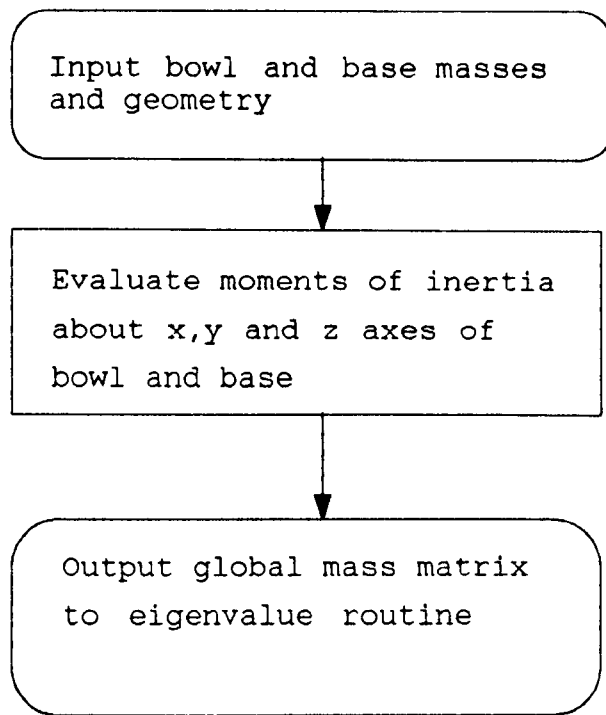 Input bowl and base masses
and geometry
Evaluate moments of inertia
about x,y and z axes of
bowl and base
Output global mass matrix
to eigenvalue routine